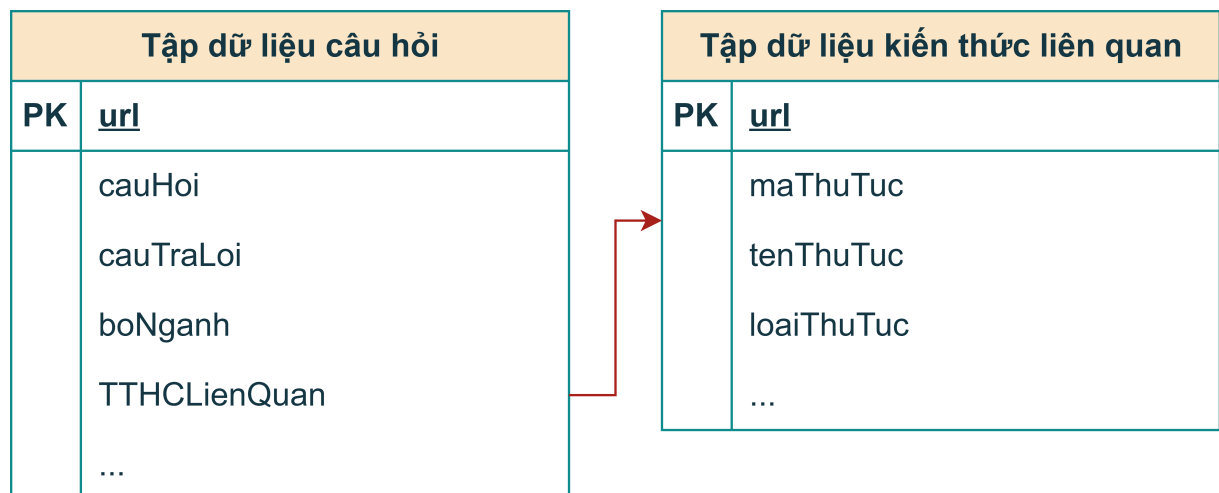 Tập dữ liệu câu hỏi
PK url
cauHoi
cauTraLoi
boNganh
TTHCLienQuan
...
Tập dữ liệu kiến thức liên quan
PK url
maThuTuc
tenThuTuc
loaiThuTuc
...